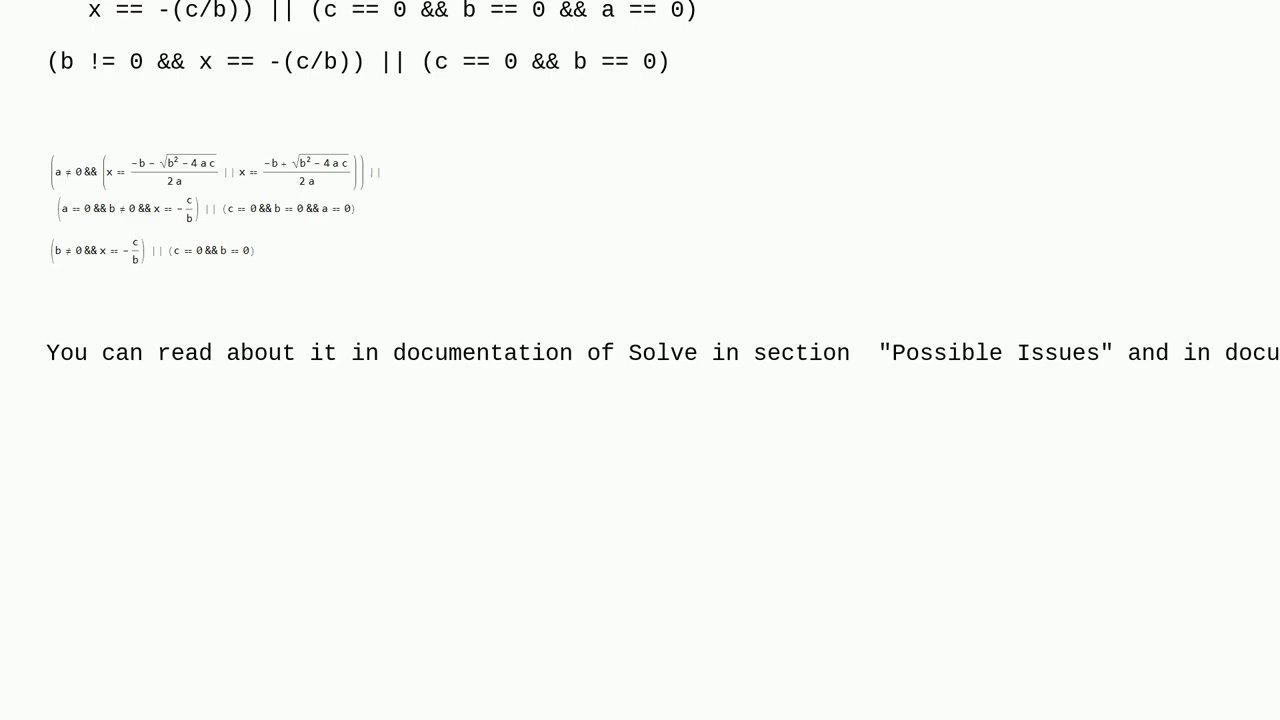 x == -(c/b)) || (c == 0 && b == 0 && a == 0)
(b != 0 && x == -(c/b)) || (c == 0 && b == 0)
(a ≠ 0 && (x == (-b - √(b² - 4 a c))/(2 a) || x == (-b + √(b² - 4 a c))/(2 a))) ||
(a == 0 && b ≠ 0 && x == -c/b) || (c == 0 && b == 0 && a == 0)
(b ≠ 0 && x == -c/b) || (c == 0 && b == 0)
You can read about it in documentation of Solve in section "Possible Issues" and in docu